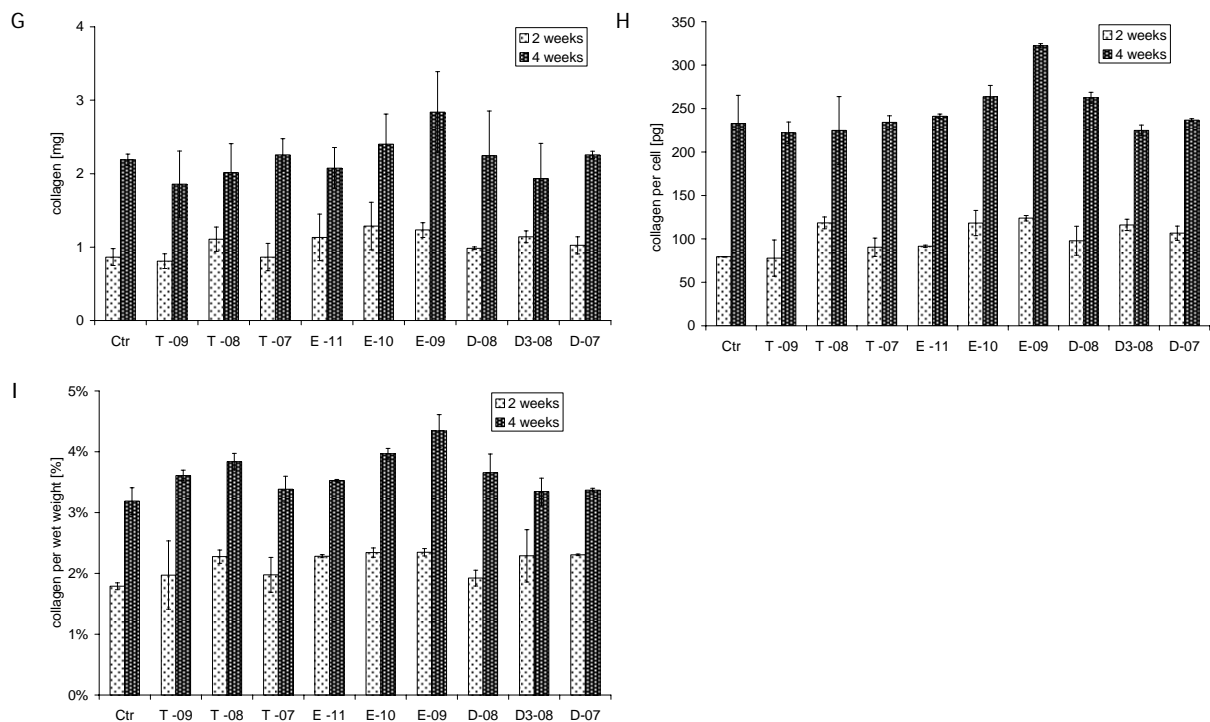 G
collagen [mg]
4
3
2
1
0
2 weeks
4 weeks
Ctr T -09 T -08 T -07 E -11 E-10 E-09 D-08 D3-08 D-07
H
collagen per cell [pg]
350
300
250
200
150
100
50
0
2 weeks
4 weeks
Ctr T -09 T -08 T -07 E -11 E-10 E-09 D-08 D3-08 D-07
I
collagen per wet weight [%]
5%
4%
3%
2%
1%
0%
2 weeks
4 weeks
Ctr T -09 T -08 T -07 E -11 E-10 E-09 D-08 D3-08 D-07